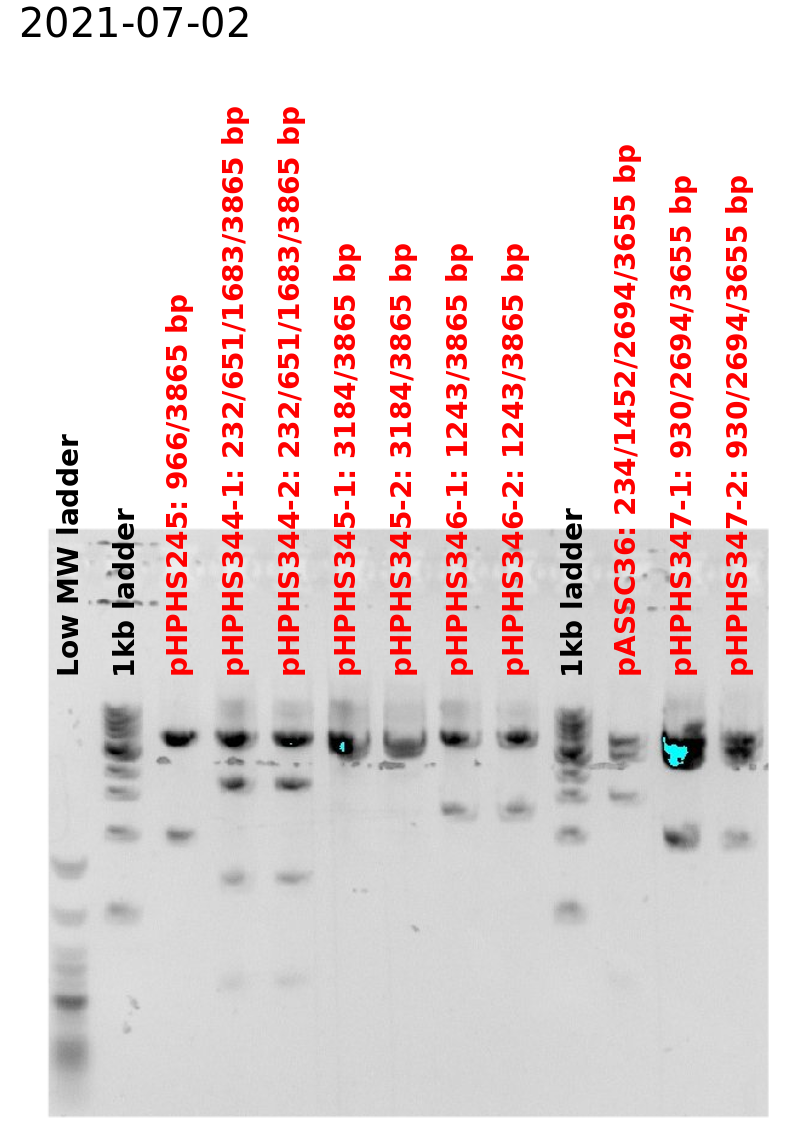 2021-07-02
Low MW ladder
1kb ladder
pHPHS245: 966/3865 bp
pHPHS344-1: 232/651/1683/3865 bp
pHPHS344-2: 232/651/1683/3865 bp
pHPHS345-1: 3184/3865 bp
pHPHS345-2: 3184/3865 bp
pHPHS346-1: 1243/3865 bp
pHPHS346-2: 1243/3865 bp
1kb ladder
pASSC36: 234/1452/2694/3655 bp
pHPHS347-1: 930/2694/3655 bp
pHPHS347-2: 930/2694/3655 bp